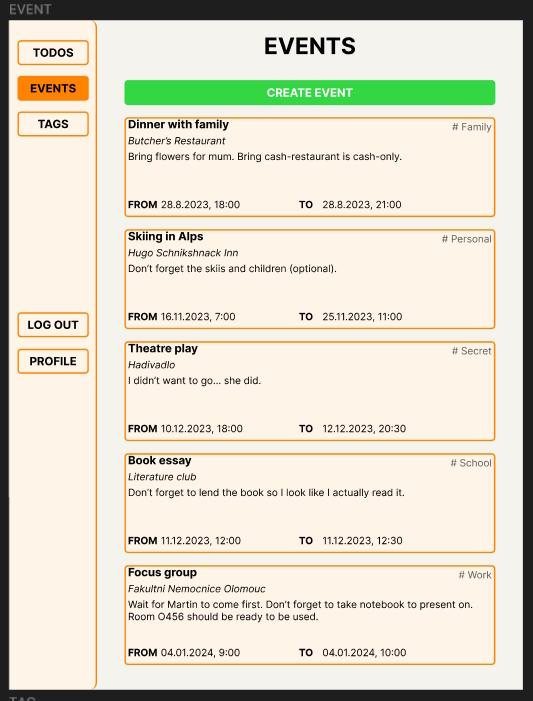 EVENT
TODOS
EVENTS
TAGS
LOG OUT
PROFILE
EVENTS
CREATE EVENT
Dinner with family
# Family
Butcher's Restaurant
Bring flowers for mum. Bring cash-restaurant is cash-only.
FROM 28.8.2023, 18:00 TO 28.8.2023, 21:00
Skiing in Alps
# Personal
Hugo Schnikshnack Inn
Don't forget the skiis and children (optional).
FROM 16.11.2023, 7:00 TO 25.11.2023, 11:00
Theatre play
# Secret
Hadivadlo
I didn't want to go... she did.
FROM 10.12.2023, 18:00 TO 12.12.2023, 20:30
Book essay
# School
Literature club
Don't forget to lend the book so I look like I actually read it.
FROM 11.12.2023, 12:00 TO 11.12.2023, 12:30
Focus group
# Work
Fakultni Nemocnice Olomouc
Wait for Martin to come first. Don't forget to take notebook to present on.
Room O456 should be ready to be used.
FROM 04.01.2024, 9:00 TO 04.01.2024, 10:00